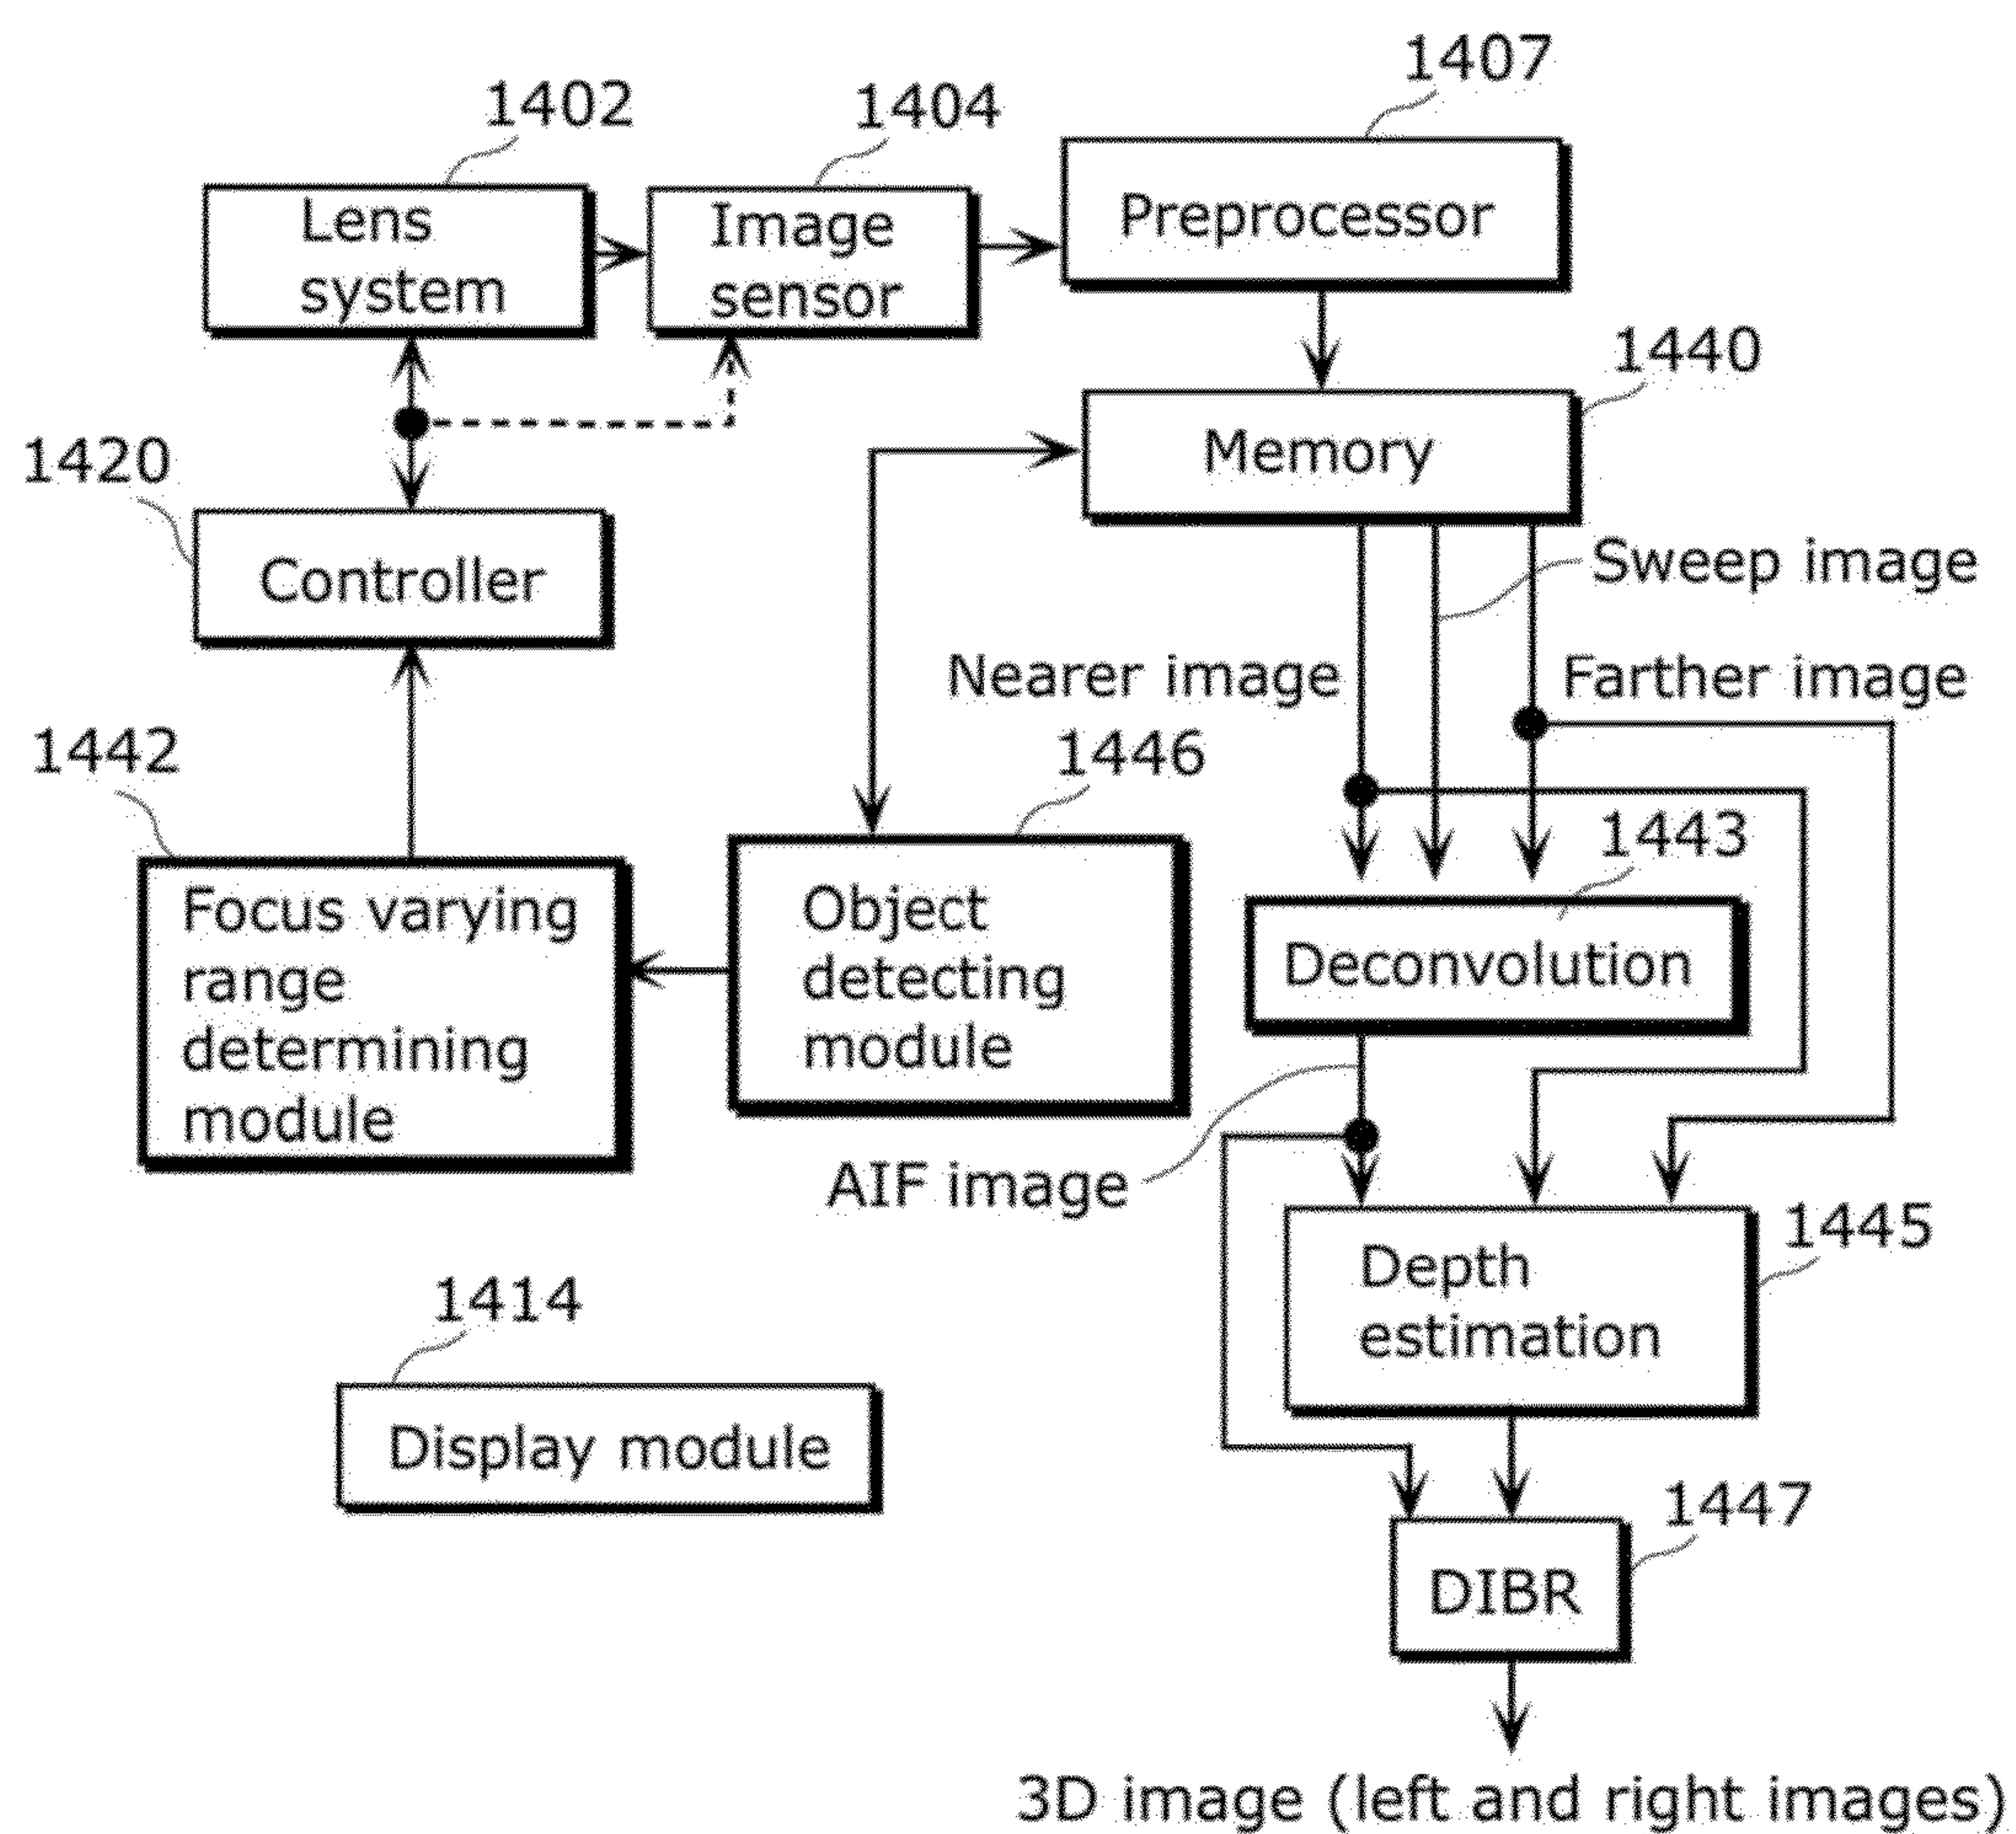 1407
1402
1404
Lens
system
Image
sensor
Preprocessor
1440
Memory
1420
Controller
Sweep image
Nearer image
Farther image
1442
1446
1443
Focus varying
range
determining
module
Object
detecting
module
Deconvolution
AIF image
1445
Depth
estimation
1414
Display module
1447
DIBR
3D image (left and right images)